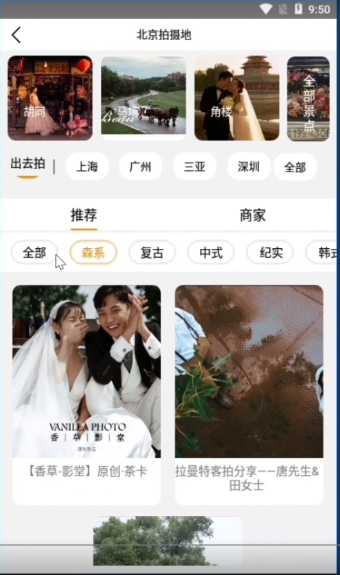 9:50
北京拍摄地
胡同
马场
角楼
全部景点
出去拍
上海
广州
三亚
深圳
全部
推荐
商家
全部
森系
复古
中式
纪实
韩式
VANILLA PHOTO
香|草|影|堂
【香草-影堂】原创·茶卡
拉曼特客拍分享——唐先生&
田女士